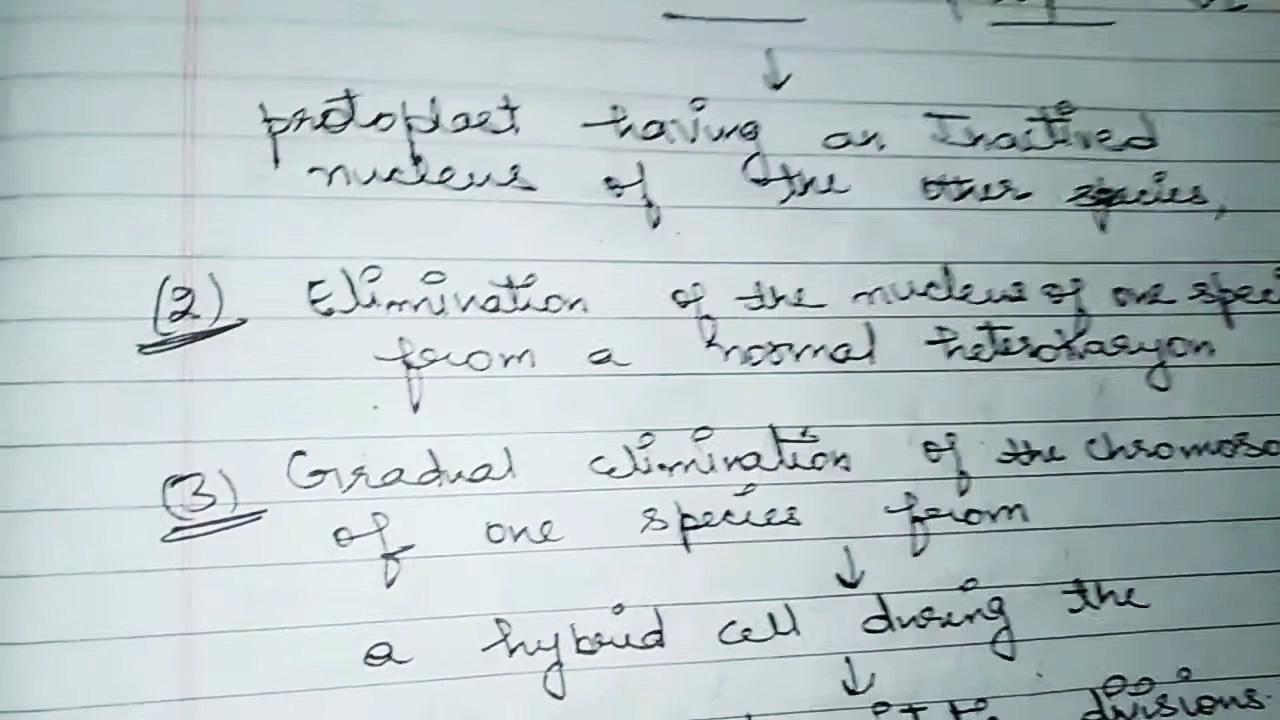 ↓
protoplast having an Inactived
nucleus of the other species,
(2) Elimination of the nucleus of one speci
from a normal heterokaryon
(3) Gradual elimination of the chromoso
of one species from
↓
a hybrid cell during the
↓
divisions.